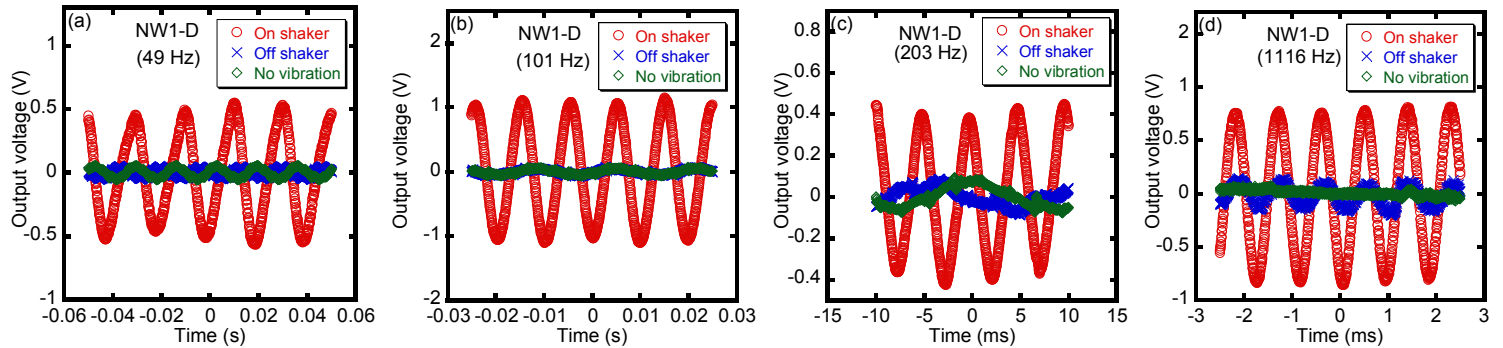 (a)
NW1-D
(49 Hz)
On shaker
Off shaker
No vibration
Output voltage (V)
1
0.5
0
-0.5
-1
-0.06
-0.04
-0.02
0
0.02
0.04
0.06
Time (s)
(b)
NW1-D
(101 Hz)
On shaker
Off shaker
No vibration
Output voltage (V)
2
1
0
-1
-2
-0.03
-0.02
-0.01
0
0.01
0.02
0.03
Time (s)
(c)
NW1-D
(203 Hz)
On shaker
Off shaker
No vibration
Output voltage (V)
0.8
0.6
0.4
0.2
0
-0.2
-0.4
-15
-10
-5
0
5
10
15
Time (ms)
(d)
NW1-D
(1116 Hz)
On shaker
Off shaker
No vibration
Output voltage (V)
2
1
0.5
0
-0.5
-1
-3
-2
-1
0
1
2
3
Time (ms)